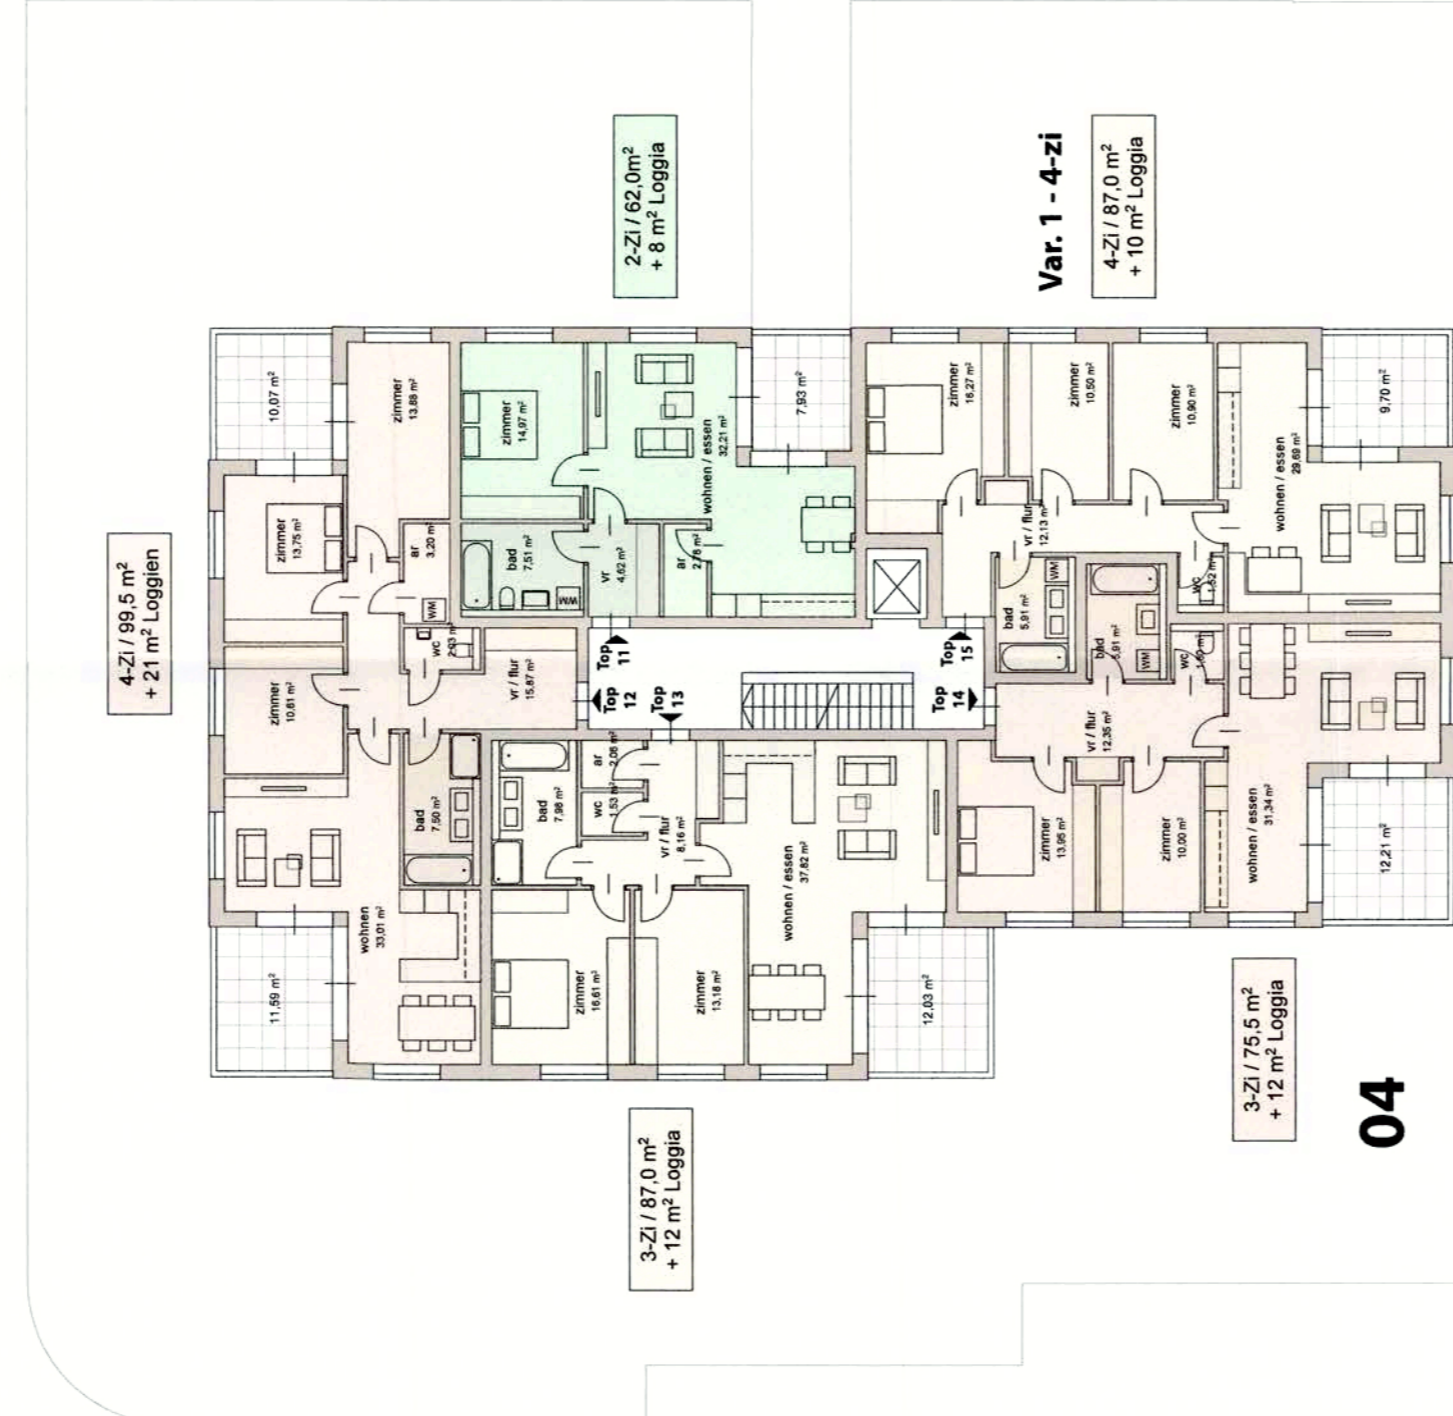 4-Zi / 99,5 m²
+ 21 m² Loggien
2-Zi / 62,0m²
+ 8 m² Loggia
Var. 1 - 4-zi
4-Zi / 87,0 m²
+ 10 m² Loggia
3-Zi / 87,0 m²
+ 12 m² Loggia
3-Zi / 75,5 m²
+ 12 m² Loggia
04
10,07 m²
zimmer
13,88 m²
zimmer
13,75 m²
ar
3,20 m²
WM
wc
2,03 m²
zimmer
10,61 m²
vr / flur
15,87 m²
bad
7,50 m²
wohnen
33,01 m²
11,59 m²
Top
12
zimmer
14,97 m²
wohnen / essen
32,21 m²
7,93 m²
bad
7,51 m²
WM
vr
4,62 m²
ar
2,78 m²
Top
11
Top
13
bad
7,98 m²
ar
2,06 m²
wc
1,53 m²
vr / flur
8,16 m²
zimmer
16,61 m²
zimmer
13,16 m²
wohnen / essen
37,82 m²
12,03 m²
Top
15
zimmer
16,27 m²
zimmer
10,50 m²
zimmer
10,90 m²
vr / flur
12,13 m²
bad
5,91 m²
WM
wc
wohnen / essen
29,69 m²
9,70 m²
Top
14
bad
5,91 m²
WM
wc
vr / flur
12,35 m²
zimmer
13,95 m²
zimmer
10,00 m²
wohnen / essen
31,34 m²
12,21 m²